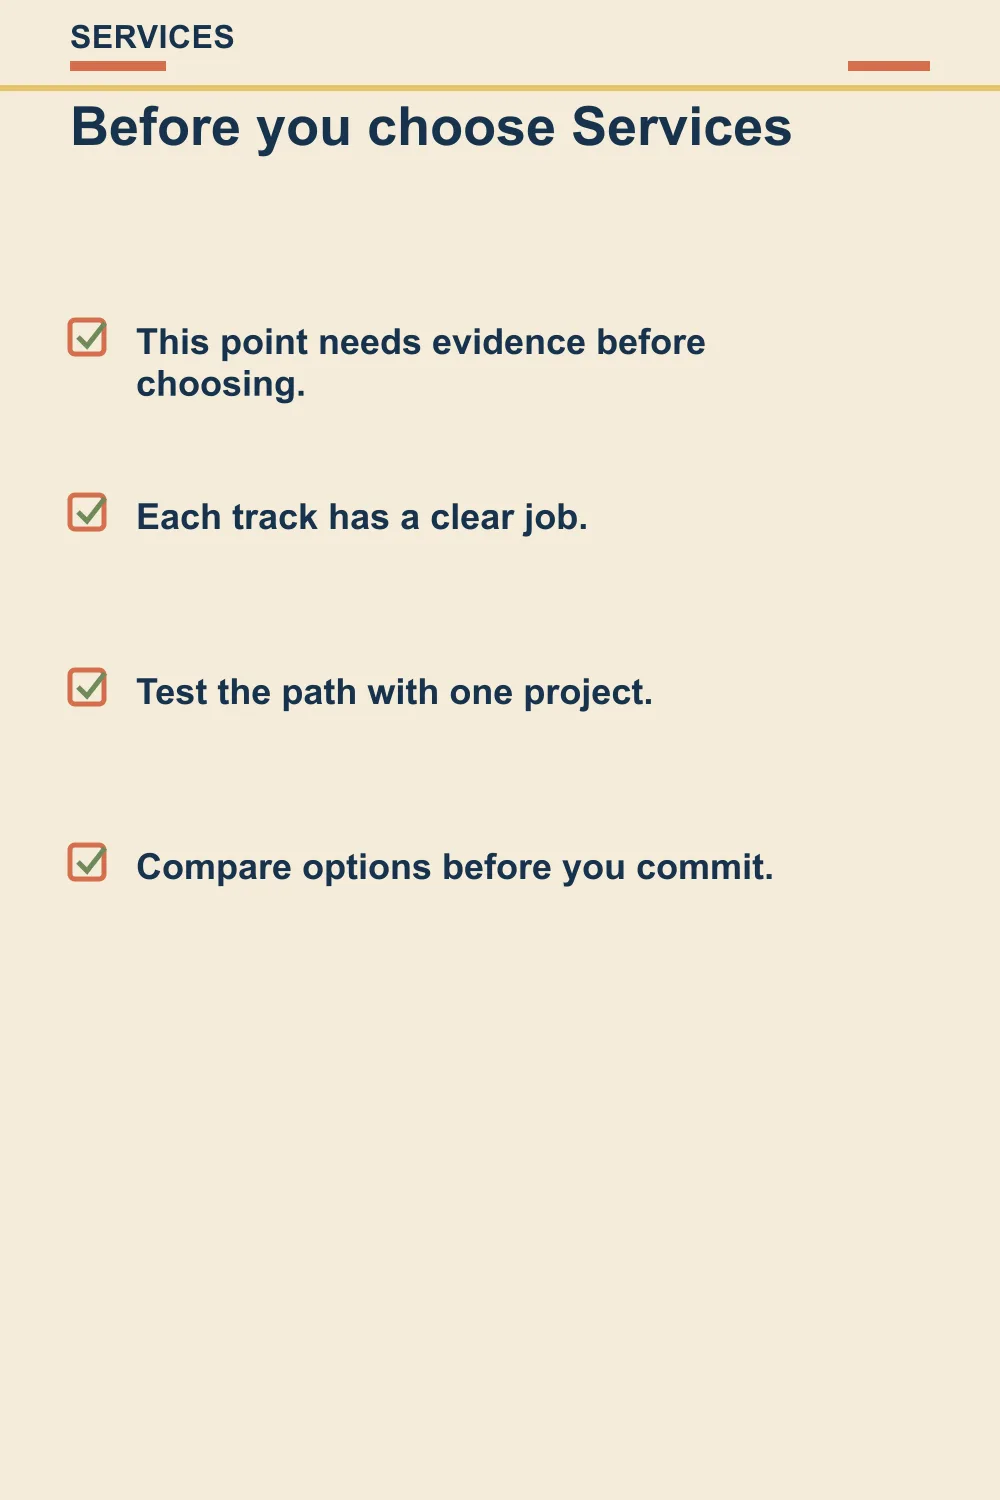 SERVICES
Before you choose Services
This point needs evidence before
choosing.
Each track has a clear job.
Test the path with one project.
Compare options before you commit.